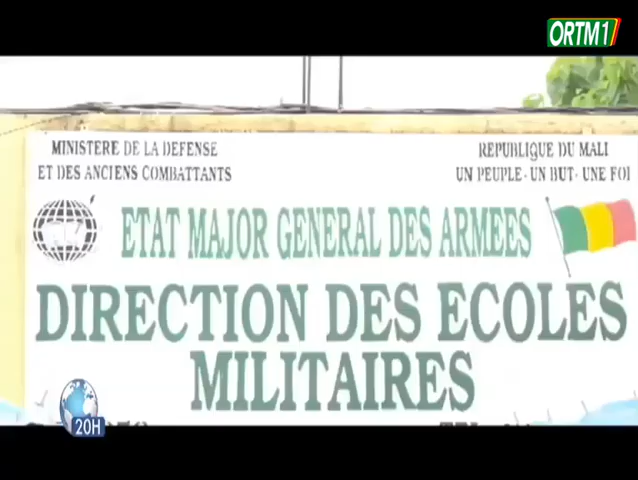 ORTM1
MINISTERE DE LA DEFENSE
ET DES ANCIENS COMBATTANTS
REPUBLIQUE DU MALI
UN PEUPLE - UN BUT - UNE FOI
ETAT MAJOR GENERAL DES ARMEES
DIRECTION DES ECOLES
MILITAIRES
20H